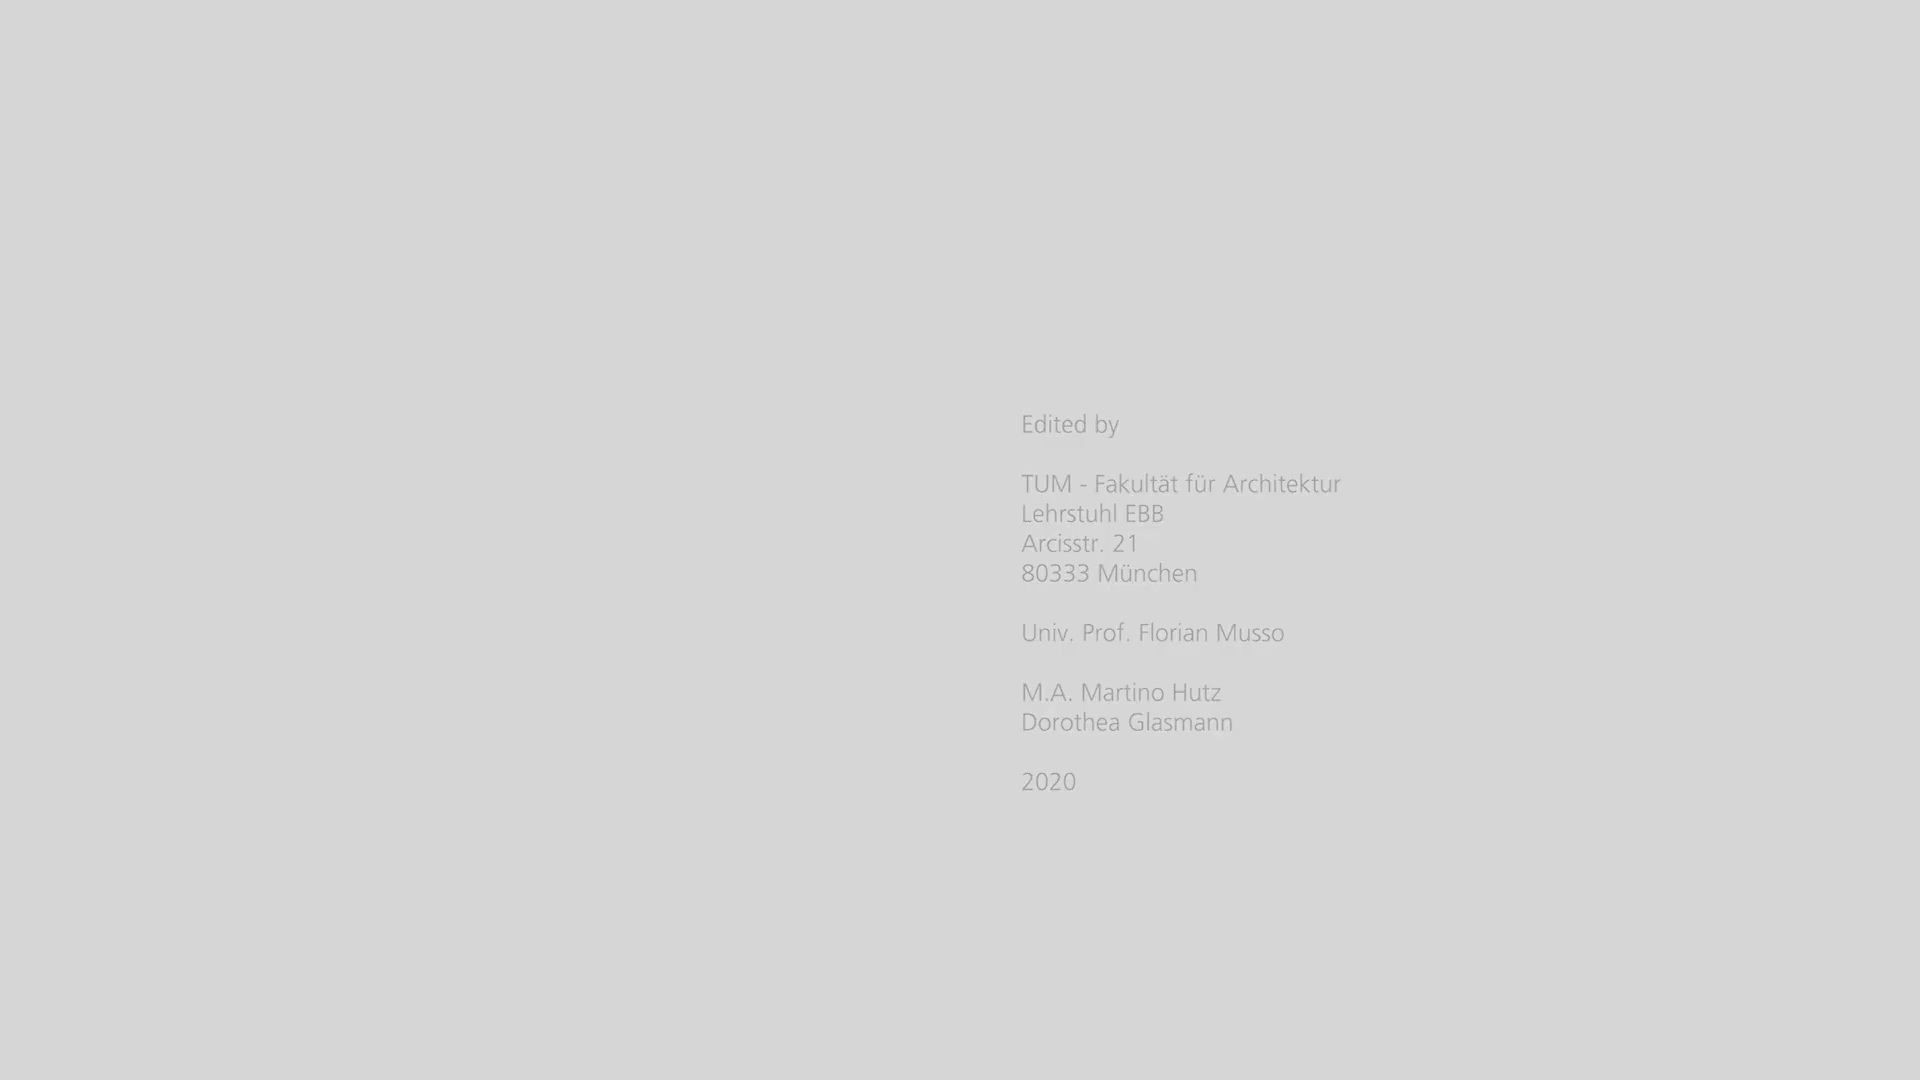 Edited by
TUM - Fakultät für Architektur
Lehrstuhl EBB
Arcisstr. 21
80333 München
Univ. Prof. Florian Musso
M.A. Martino Hutz
Dorothea Glasmann
2020